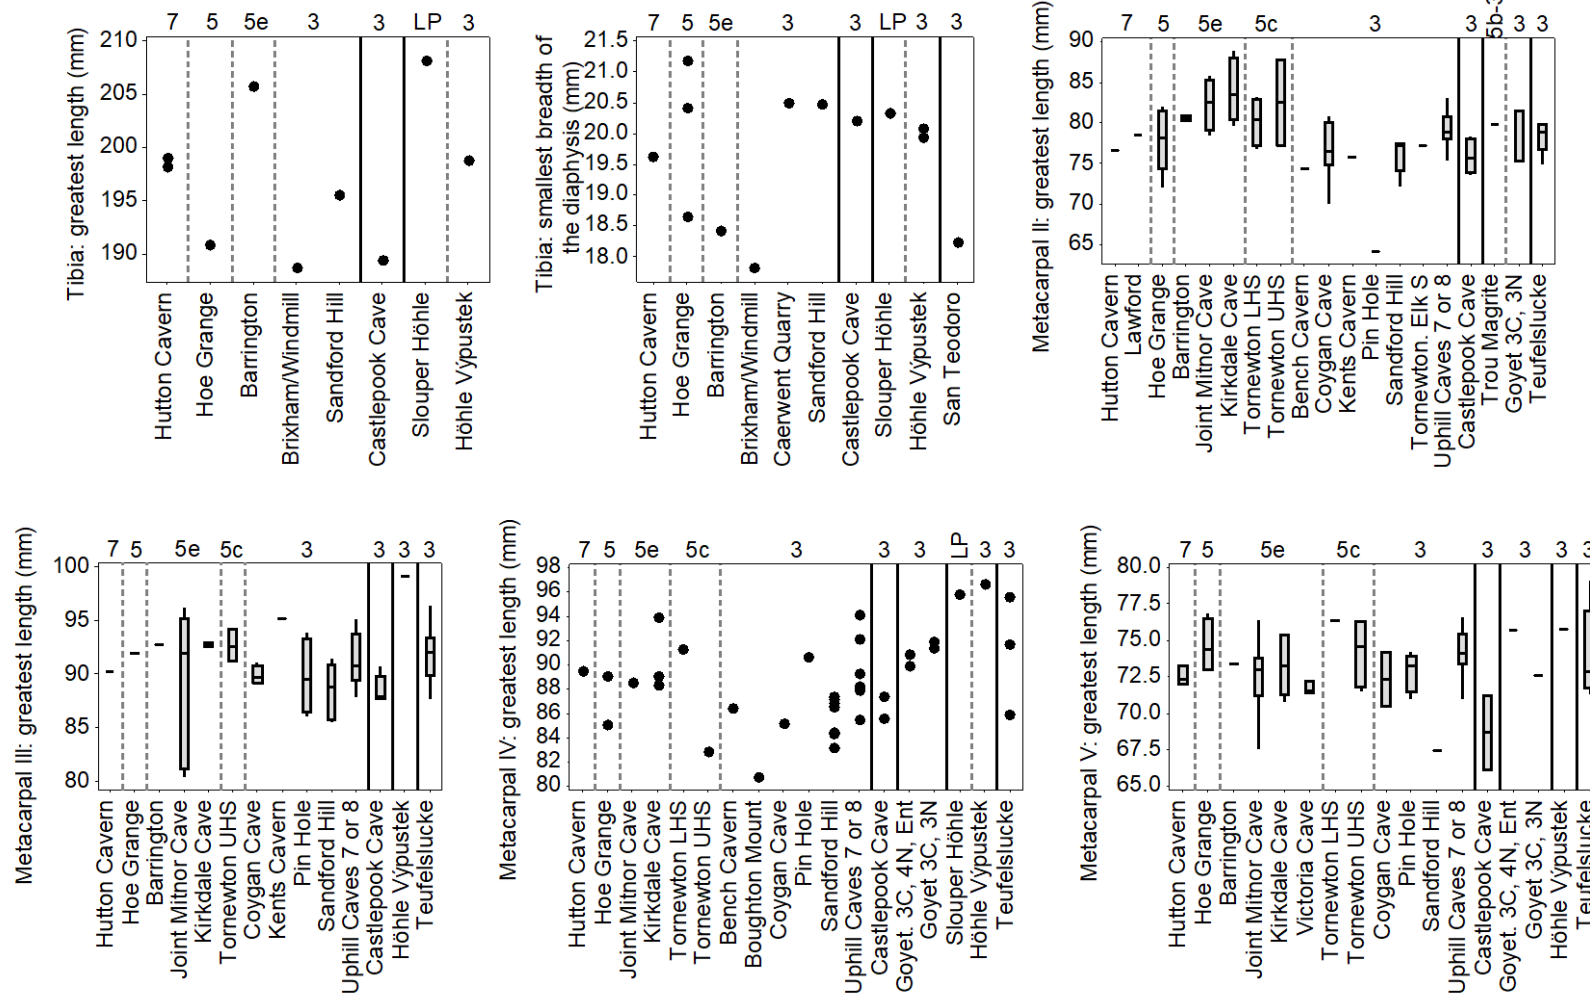 7 5 5e 3 3 LP 3
Tibia: greatest length (mm)
210
205
200
195
190
Hutton Cavern
Hoe Grange
Barrington
Brixham/Windmill
Sandford Hill
Castlepook Cave
Slouper Höhle
Höhle Výpustek
7 5 5e 3 3 LP 3 3
Tibia: smallest breadth of
the diaphysis (mm)
21.5
21.0
20.5
20.0
19.5
19.0
18.5
18.0
Hutton Cavern
Hoe Grange
Barrington
Brixham/Windmill
Caerwent Quarry
Sandford Hill
Castlepook Cave
Slouper Höhle
Höhle Výpustek
San Teodoro
7 5 5e 5c 3 3 5b-3 3 3
Metacarpal II: greatest length (mm)
90
85
80
75
70
65
Hutton Cavern
Lawford
Hoe Grange
Barrington
Joint Mitnor Cave
Kirkdale Cave
Tornewton LHS
Tornewton UHS
Bench Cavern
Coygan Cave
Kents Cavern
Pin Hole
Sandford Hill
Tornewton. Elk S
Uphill Caves 7 or 8
Castlepook Cave
Trou Magrite
Goyet 3C, 3N
Teufelslucke
7 5 5e 5c 3 3 3 3
Metacarpal III: greatest length (mm)
100
95
90
85
80
Hutton Cavern
Hoe Grange
Barrington
Joint Mitnor Cave
Kirkdale Cave
Tornewton UHS
Coygan Cave
Kents Cavern
Pin Hole
Sandford Hill
Uphill Caves 7 or 8
Castlepook Cave
Höhle Výpustek
Teufelslucke
7 5 5e 5c 3 3 3 LP 3 3
Metacarpal IV: greatest length (mm)
98
96
94
92
90
88
86
84
82
80
Hutton Cavern
Hoe Grange
Joint Mitnor Cave
Kirkdale Cave
Tornewton LHS
Tornewton UHS
Bench Cavern
Boughton Mount
Coygan Cave
Pin Hole
Sandford Hill
Uphill Caves 7 or 8
Castlepook Cave
Goyet. 3C, 4N, Ent
Goyet 3C, 3N
Slouper Höhle
Höhle Výpustek
Teufelslucke
7 5 5e 5c 3 3 3 3 3
Metacarpal V: greatest length (mm)
80.0
77.5
75.0
72.5
70.0
67.5
65.0
Hutton Cavern
Hoe Grange
Barrington
Joint Mitnor Cave
Kirkdale Cave
Victoria Cave
Tornewton LHS
Tornewton UHS
Coygan Cave
Pin Hole
Sandford Hill
Uphill Caves 7 or 8
Castlepook Cave
Goyet. 3C, 4N, Ent
Goyet 3C, 3N
Höhle Výpustek
Teufelslucke